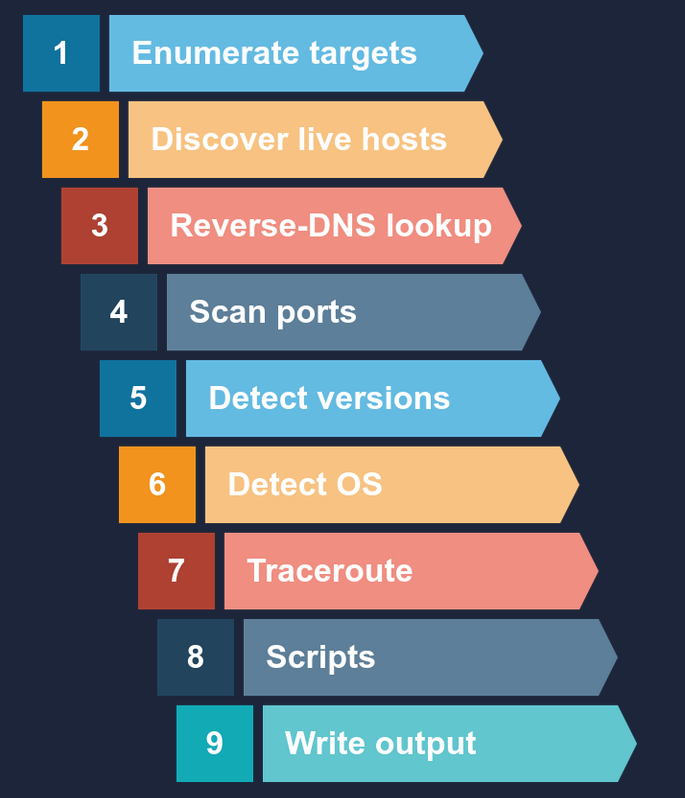 1 Enumerate targets
2 Discover live hosts
3 Reverse-DNS lookup
4 Scan ports
5 Detect versions
6 Detect OS
7 Traceroute
8 Scripts
9 Write output